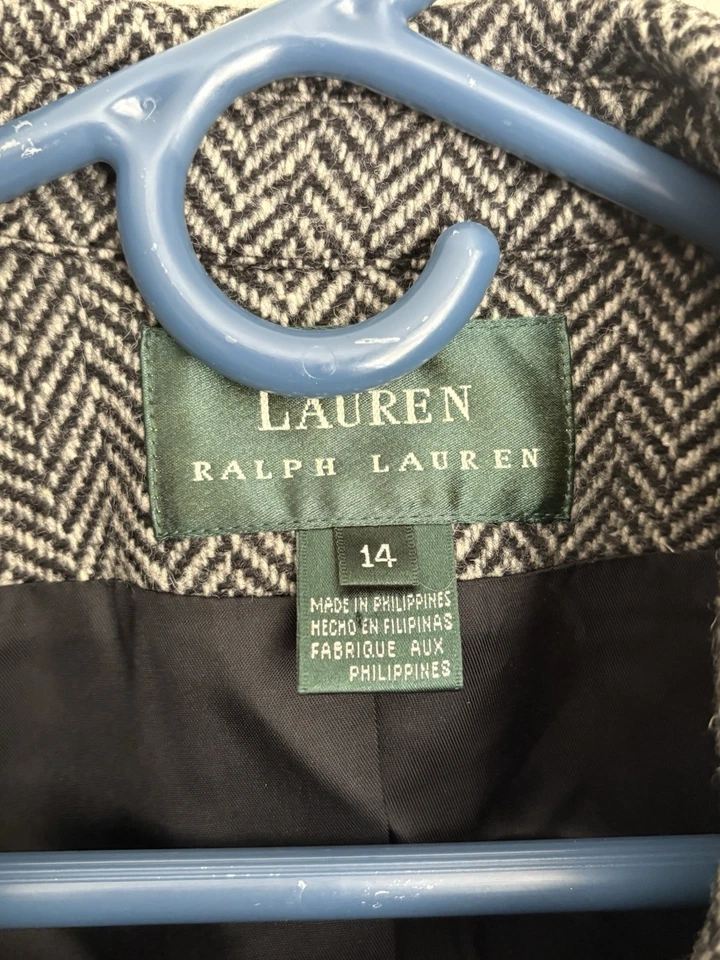 LAUREN
RALPH LAUREN
14
MADE IN PHILIPPINES
HECHO EN FILIPINAS
FABRIQUE AUX
PHILIPPINES